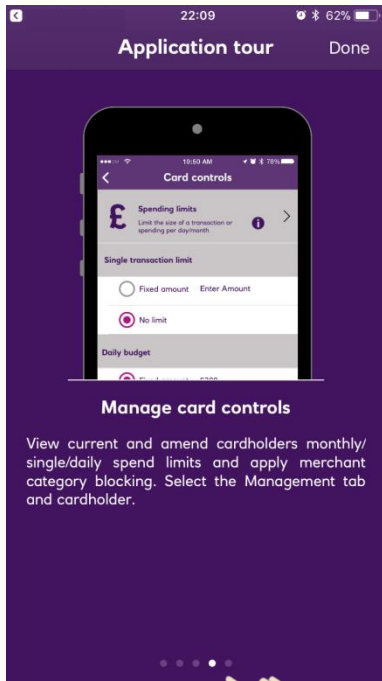 22:09
62%
Application tour
Done
10:50 AM
78%
Card controls
£
Spending limits
Limit the size of a transaction or
spending per day/month
i
Single transaction limit
Fixed amount Enter Amount
No limit
Daily budget
Manage card controls
View current and amend cardholders monthly/
single/daily spend limits and apply merchant
category blocking. Select the Management tab
and cardholder.